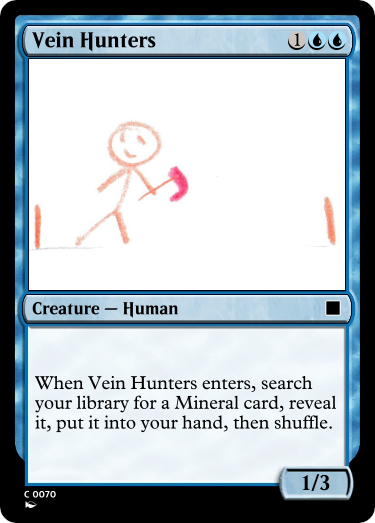 Vein Hunters 1
Creature — Human
When Vein Hunters enters, search
your library for a Mineral card, reveal
it, put it into your hand, then shuffle.
1/3
C 0070